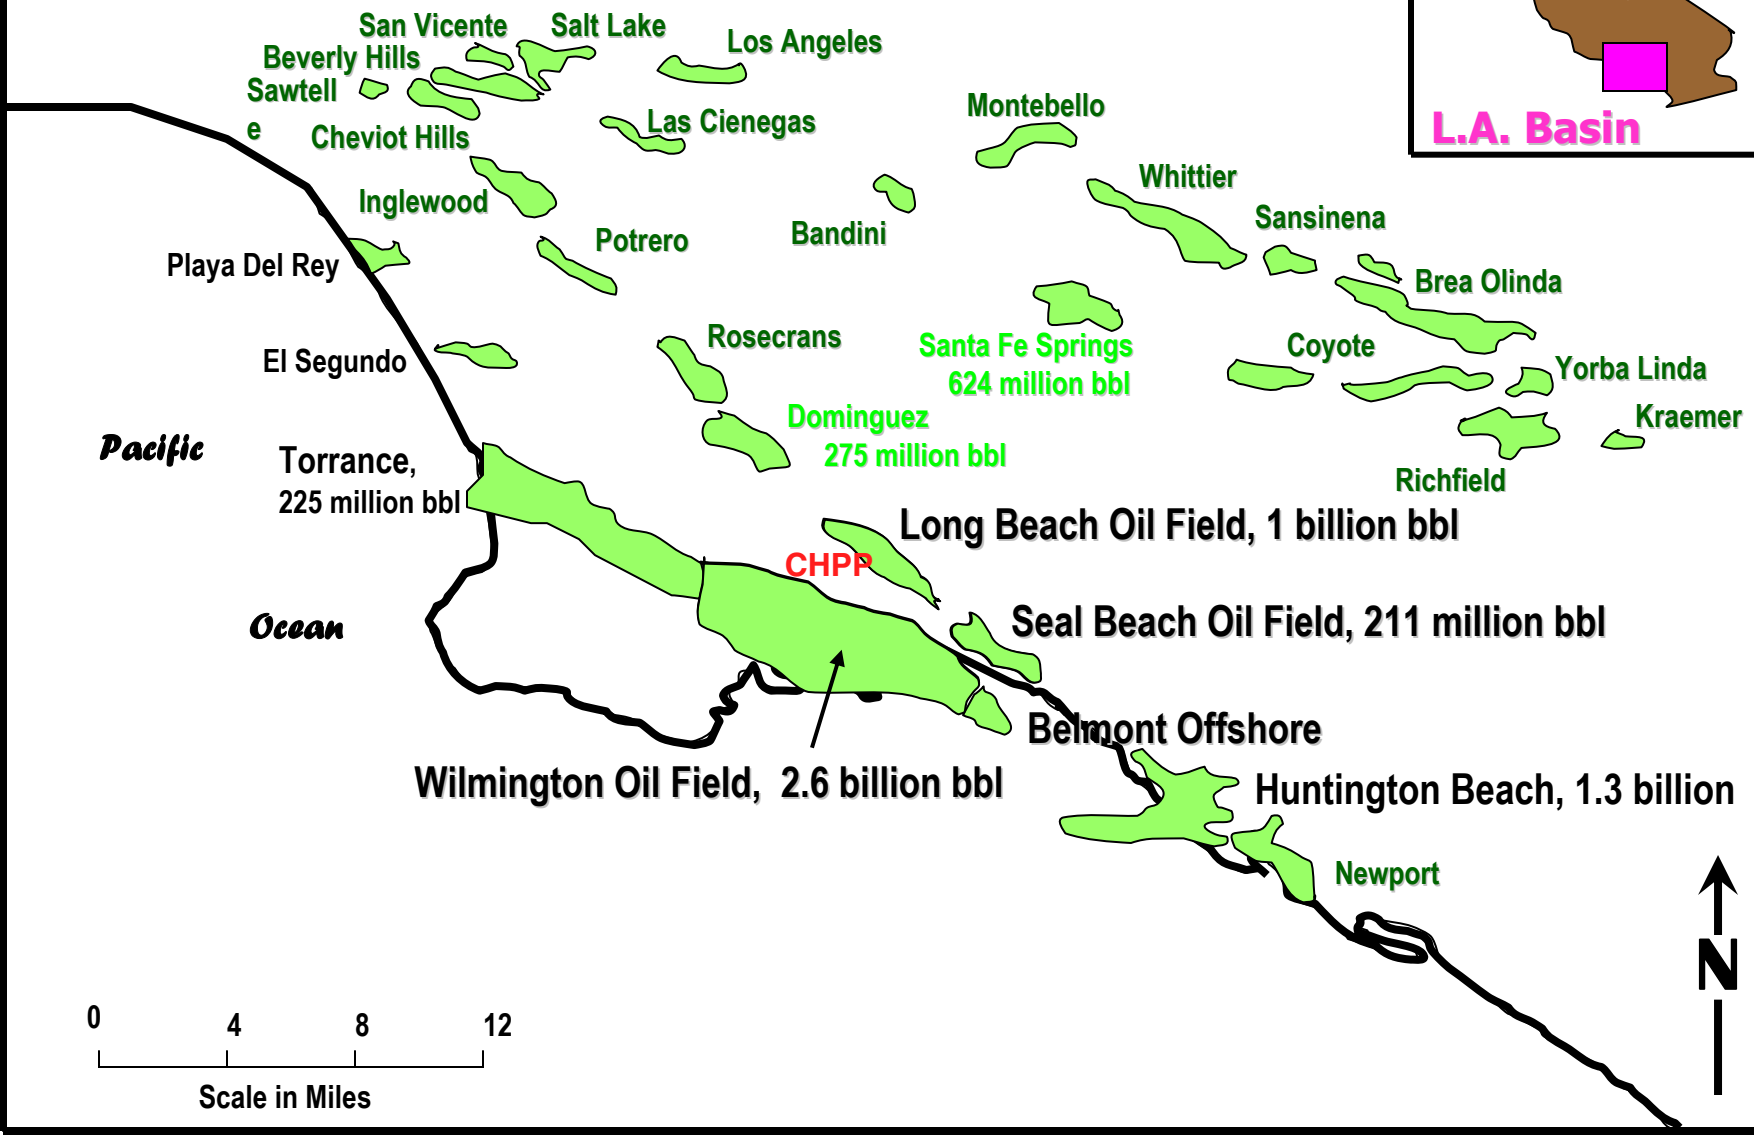 San Vicente
Salt Lake
Los Angeles
Beverly Hills
Sawtell
e
Cheviot Hills
Las Cienegas
Montebello
L.A. Basin
Whittier
Inglewood
Sansinena
Potrero
Bandini
Playa Del Rey
Brea Olinda
Rosecrans
Santa Fe Springs
624 million bbl
Coyote
El Segundo
Yorba Linda
Dominguez
275 million bbl
Kraemer
Pacific
Torrance,
225 million bbl
Richfield
Long Beach Oil Field, 1 billion bbl
CHPP
Ocean
Seal Beach Oil Field, 211 million bbl
Belmont Offshore
Wilmington Oil Field,  2.6 billion bbl
Huntington Beach, 1.3 billion
Newport
N
0 4 8 12
Scale in Miles